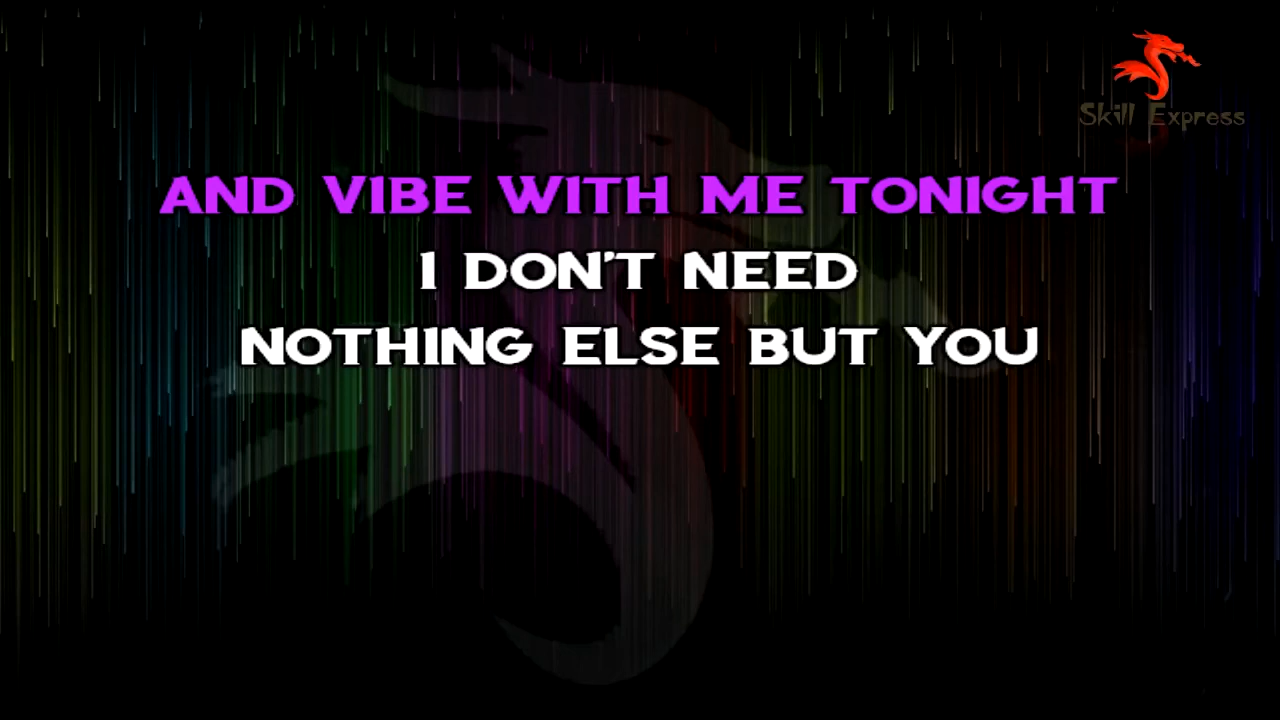 Skill Express
AND VIBE WITH ME TONIGHT
I DON'T NEED
NOTHING ELSE BUT YOU